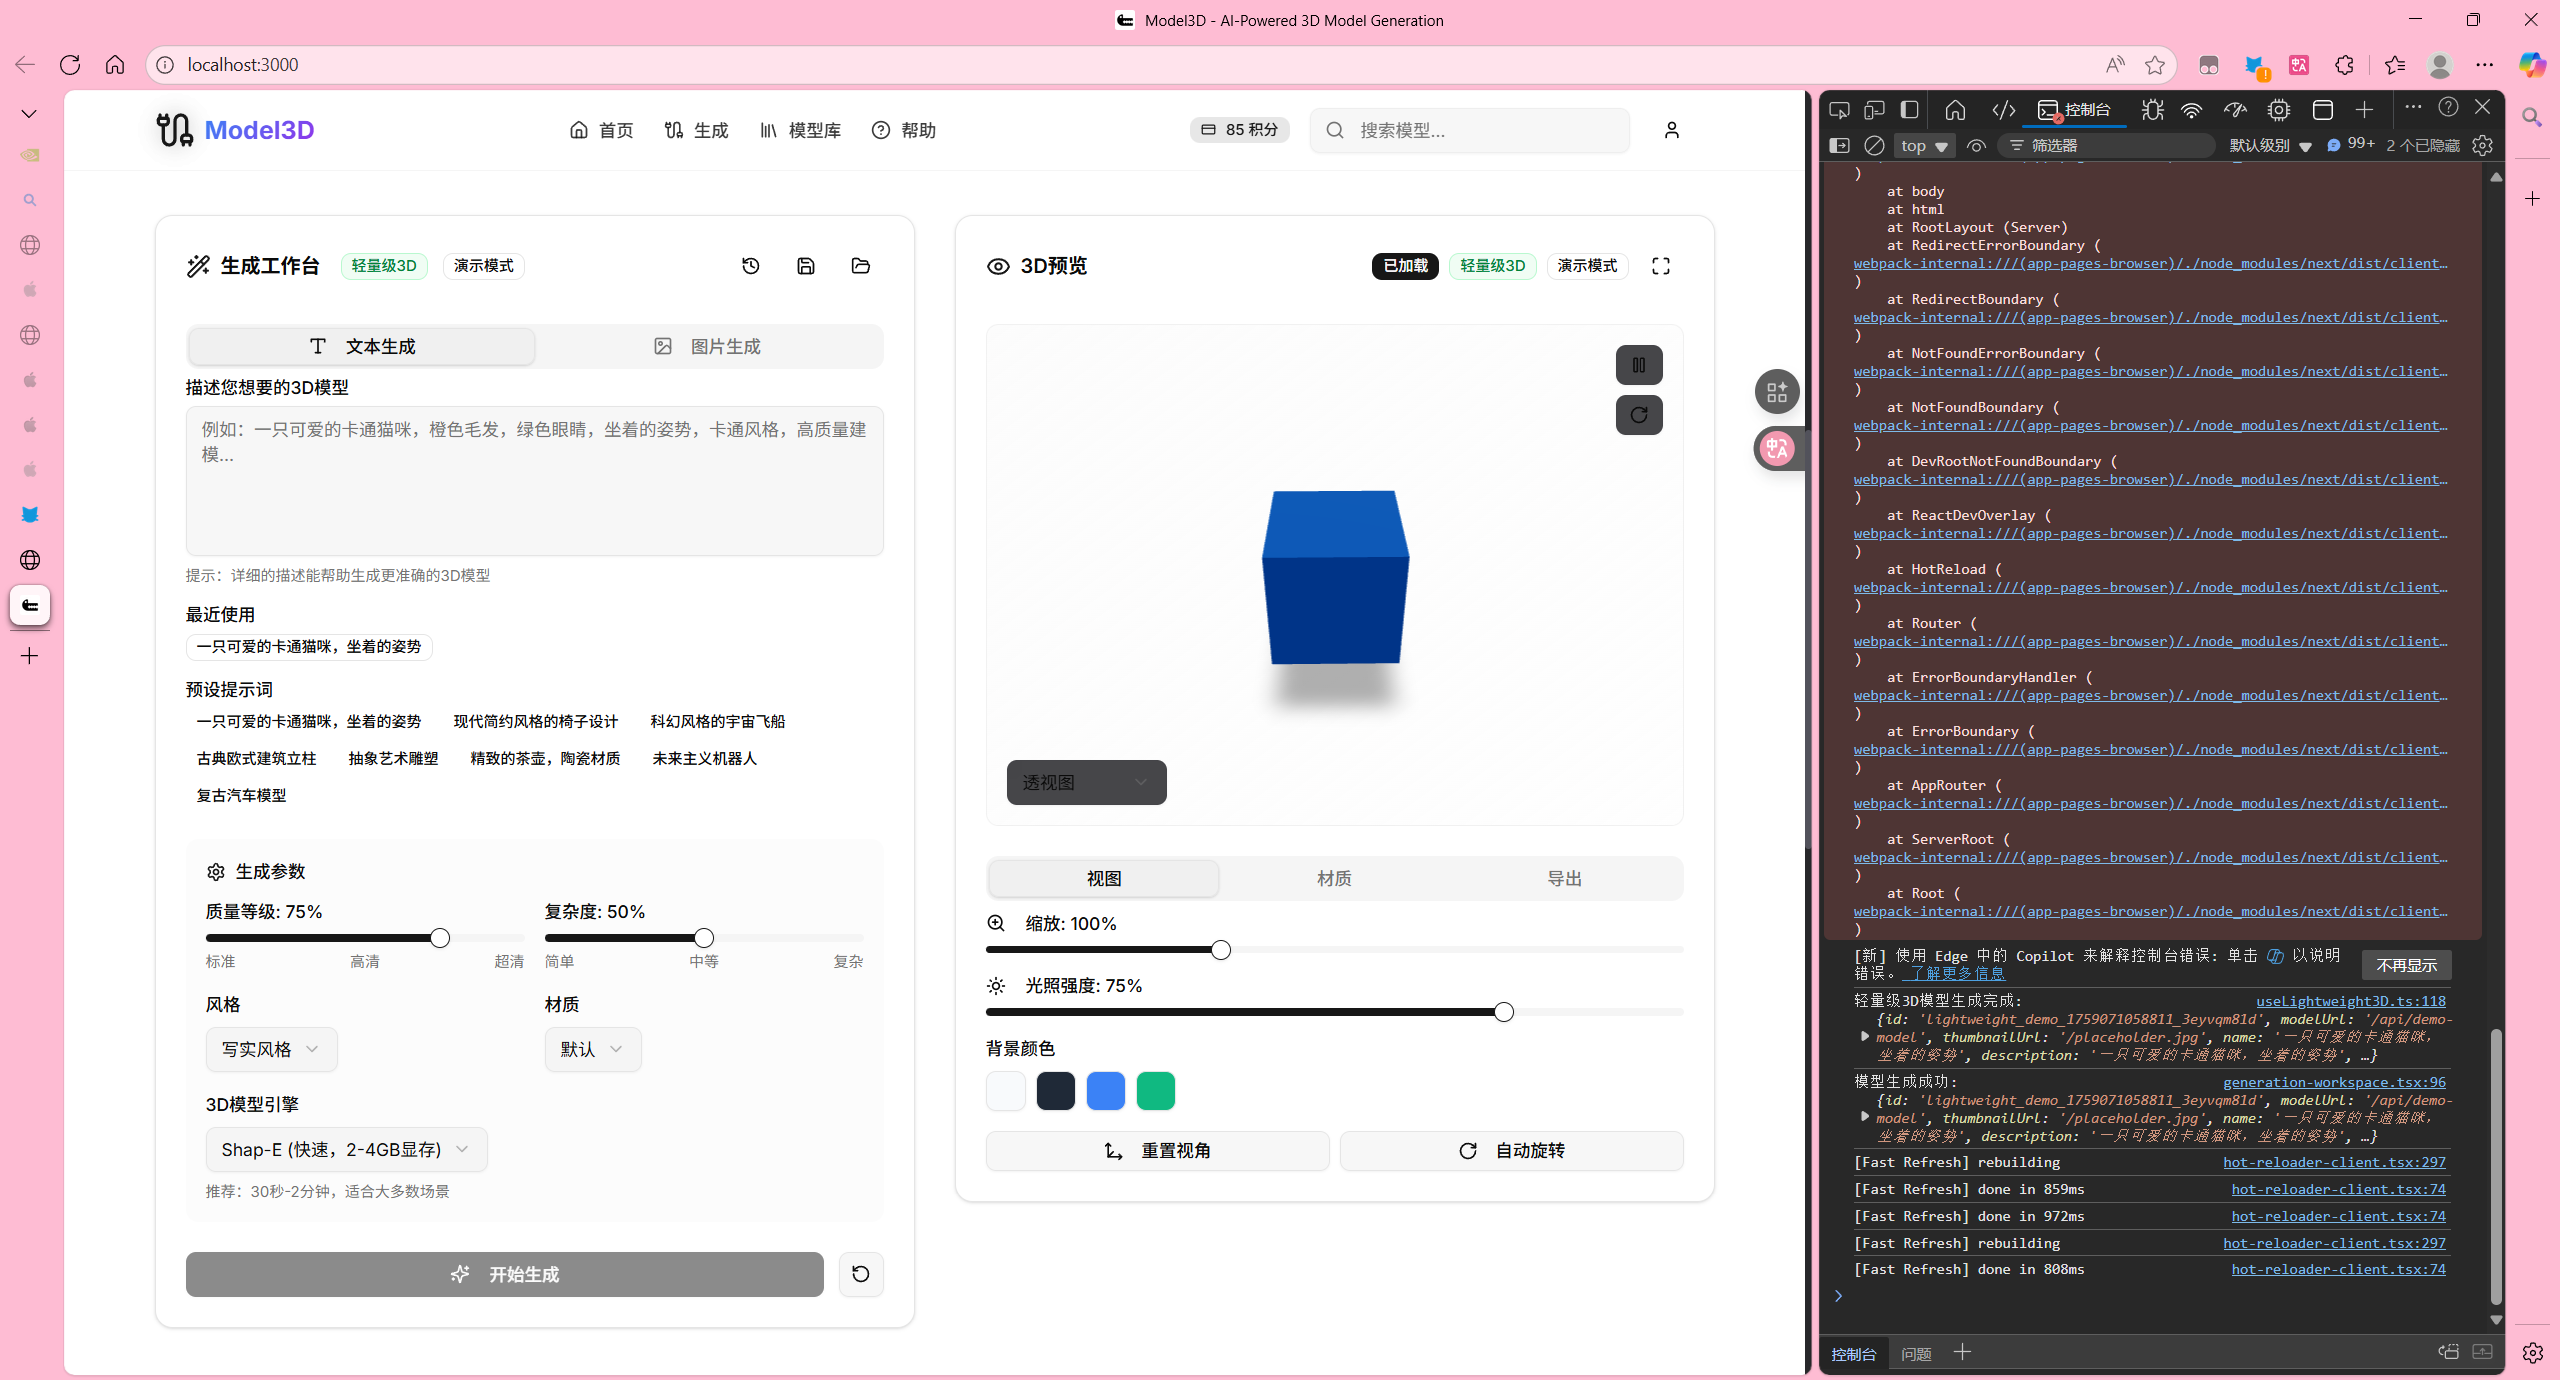 Model3D - AI-Powered 3D Model Generation
localhost:3000
Model3D
首页
生成
模型库
帮助
85 积分
搜索模型...
生成工作台
轻量级3D
演示模式
文本生成
图片生成
描述您想要的3D模型
例如：一只可爱的卡通猫咪，橙色毛发，绿色眼睛，坐着的姿势，卡通风格，高质量建
模...
提示：详细的描述能帮助生成更准确的3D模型
最近使用
一只可爱的卡通猫咪，坐着的姿势
预设提示词
一只可爱的卡通猫咪，坐着的姿势
现代简约风格的椅子设计
科幻风格的宇宙飞船
古典欧式建筑立柱
抽象艺术雕塑
精致的茶壶，陶瓷材质
未来主义机器人
复古汽车模型
生成参数
质量等级: 75%
标准
高清
超清
复杂度: 50%
简单
中等
复杂
风格
写实风格
材质
默认
3D模型引擎
Shap-E (快速，2-4GB显存)
推荐：30秒-2分钟，适合大多数场景
开始生成
3D预览
已加载
轻量级3D
演示模式
透视图
视图
材质
导出
缩放: 100%
光照强度: 75%
背景颜色
重置视角
自动旋转
控制台
top
筛选器
默认级别
99+
2 个已隐藏
)
at body
at html
at RootLayout (Server)
at RedirectErrorBoundary (
webpack-internal:///(app-pages-browser)/./node_modules/next/dist/client…
)
at RedirectBoundary (
webpack-internal:///(app-pages-browser)/./node_modules/next/dist/client…
)
at NotFoundErrorBoundary (
webpack-internal:///(app-pages-browser)/./node_modules/next/dist/client…
)
at NotFoundBoundary (
webpack-internal:///(app-pages-browser)/./node_modules/next/dist/client…
)
at DevRootNotFoundBoundary (
webpack-internal:///(app-pages-browser)/./node_modules/next/dist/client…
)
at ReactDevOverlay (
webpack-internal:///(app-pages-browser)/./node_modules/next/dist/client…
)
at HotReload (
webpack-internal:///(app-pages-browser)/./node_modules/next/dist/client…
)
at Router (
webpack-internal:///(app-pages-browser)/./node_modules/next/dist/client…
)
at ErrorBoundaryHandler (
webpack-internal:///(app-pages-browser)/./node_modules/next/dist/client…
)
at ErrorBoundary (
webpack-internal:///(app-pages-browser)/./node_modules/next/dist/client…
)
at AppRouter (
webpack-internal:///(app-pages-browser)/./node_modules/next/dist/client…
)
at ServerRoot (
webpack-internal:///(app-pages-browser)/./node_modules/next/dist/client…
)
at Root (
webpack-internal:///(app-pages-browser)/./node_modules/next/dist/client…
)
[新] 使用 Edge 中的 Copilot 来解释控制台错误: 单击 以说明
错误。 了解更多信息
不再显示
轻量级3D模型生成完成: useLightweight3D.ts:118
{id: 'lightweight_demo_1759071058811_3eyvqm81d', modelUrl: '/api/demo-
model', thumbnailUrl: '/placeholder.jpg', name: '一只可爱的卡通猫咪，
坐着的姿势', description: '一只可爱的卡通猫咪，坐着的姿势', …}
模型生成成功: generation-workspace.tsx:96
{id: 'lightweight_demo_1759071058811_3eyvqm81d', modelUrl: '/api/demo-
model', thumbnailUrl: '/placeholder.jpg', name: '一只可爱的卡通猫咪，
坐着的姿势', description: '一只可爱的卡通猫咪，坐着的姿势', …}
[Fast Refresh] rebuilding hot-reloader-client.tsx:297
[Fast Refresh] done in 859ms hot-reloader-client.tsx:74
[Fast Refresh] done in 972ms hot-reloader-client.tsx:74
[Fast Refresh] rebuilding hot-reloader-client.tsx:297
[Fast Refresh] done in 808ms hot-reloader-client.tsx:74
控制台
问题